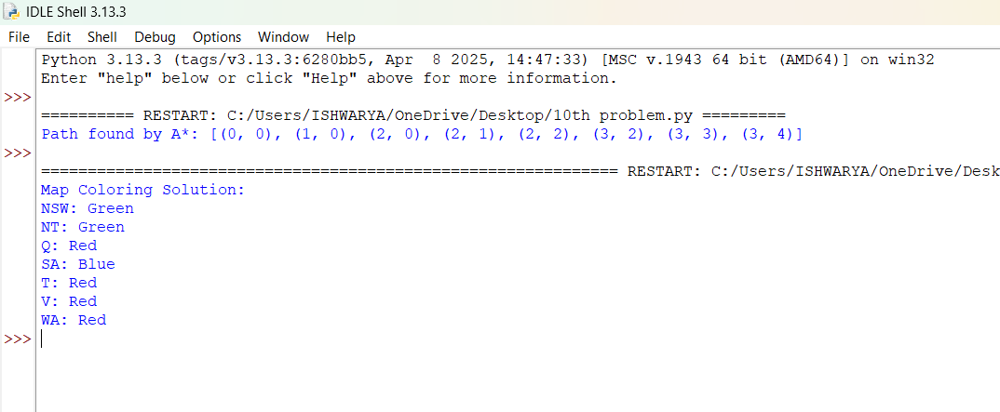 IDLE Shell 3.13.3
File Edit Shell Debug Options Window Help
Python 3.13.3 (tags/v3.13.3:6280bb5, Apr  8 2025, 14:47:33) [MSC v.1943 64 bit (AMD64)] on win32
Enter "help" below or click "Help" above for more information.
>>>
========== RESTART: C:/Users/ISHWARYA/OneDrive/Desktop/10th problem.py =========
Path found by A*: [(0, 0), (1, 0), (2, 0), (2, 1), (2, 2), (3, 2), (3, 3), (3, 4)]
>>>
============================================================== RESTART: C:/Users/ISHWARYA/OneDrive/Desk
Map Coloring Solution:
NSW: Green
NT: Green
Q: Red
SA: Blue
T: Red
V: Red
WA: Red
>>>